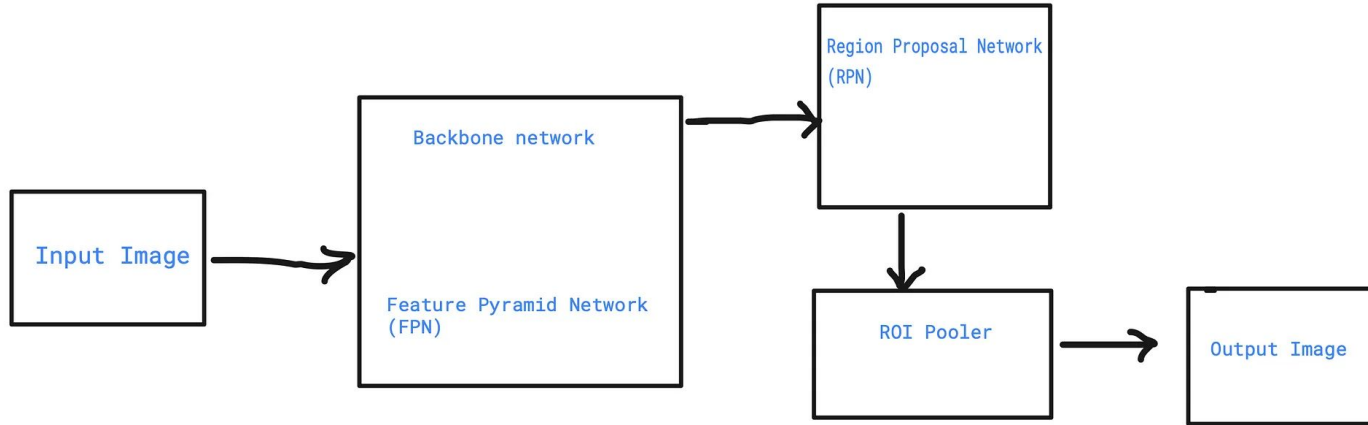 Input Image
Backbone network
Feature Pyramid Network
(FPN)
Region Proposal Network
(RPN)
ROI Pooler
Output Image